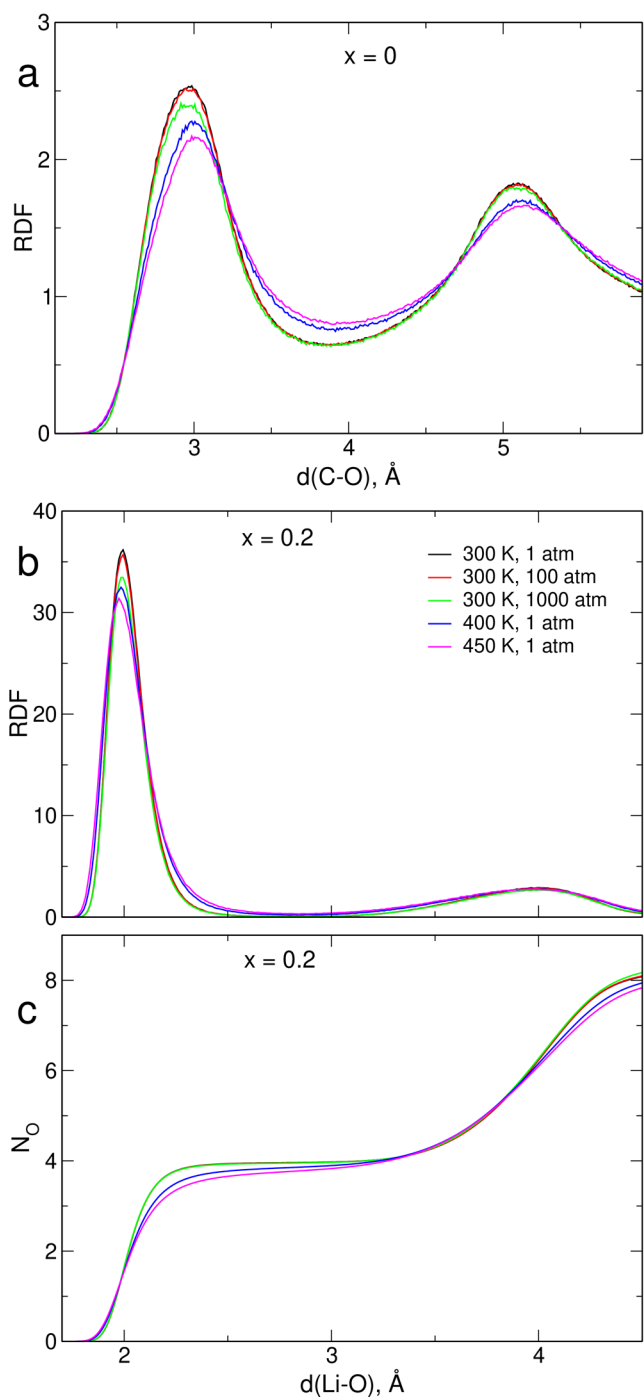 3
a
x = 0
2
RDF
1
0
3
4
5
d(C-O), Å
40
b
x = 0.2
300 K, 1 atm
300 K, 100 atm
300 K, 1000 atm
400 K, 1 atm
450 K, 1 atm
30
RDF
20
10
0
c
x = 0.2
8
6
N_O
4
2
0
2
3
4
d(Li-O), Å